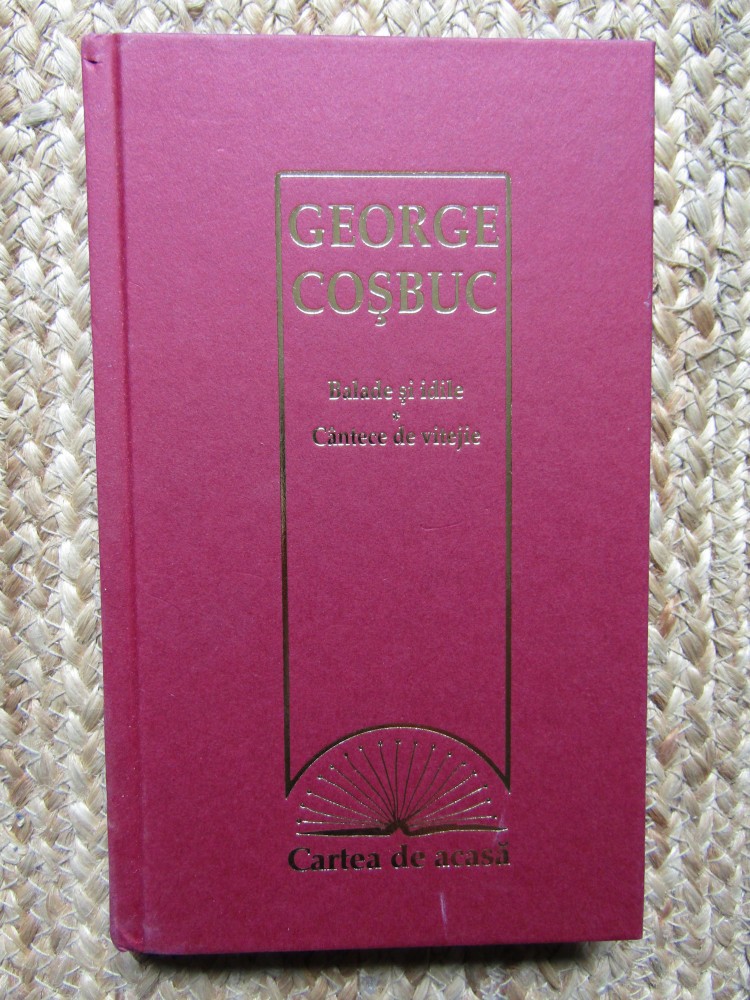 GEORGE
COŞBUC
Balade şi idile
*
Cântece de vitejie
Cartea de acasă